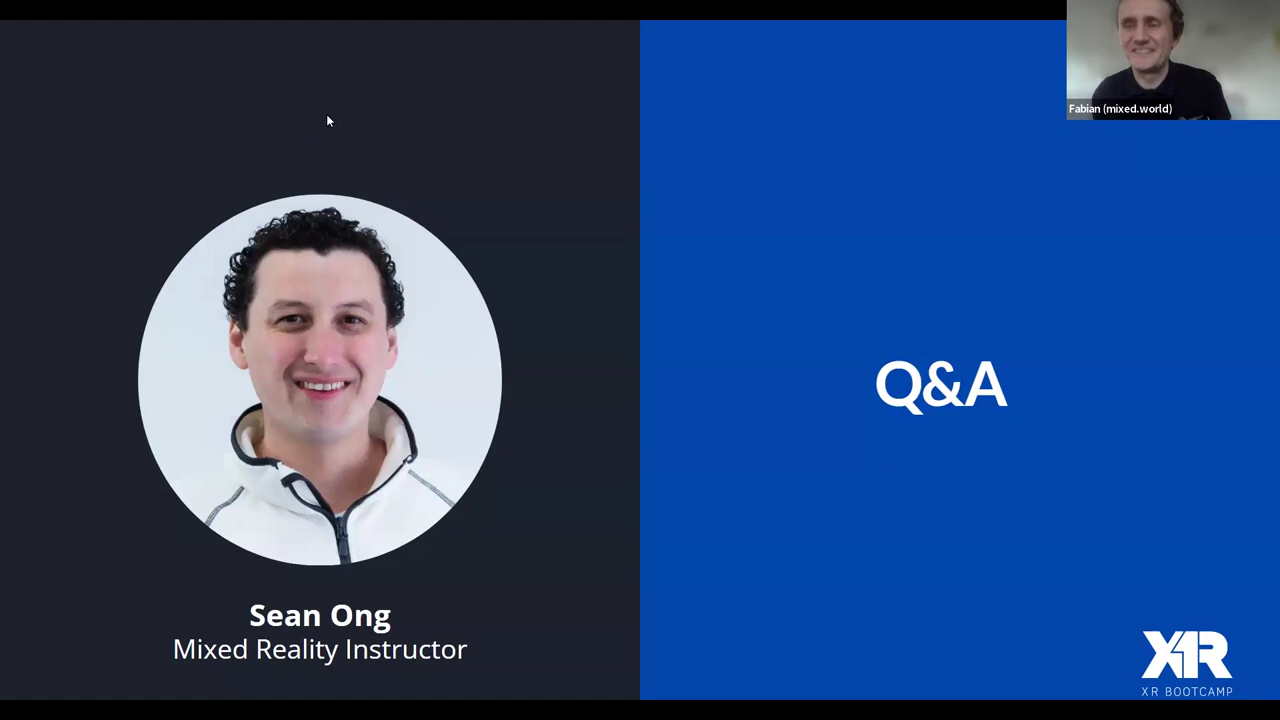 Fabian (mixed.world)
Q&A
Sean Ong
Mixed Reality Instructor
XR
XR BOOTCAMP